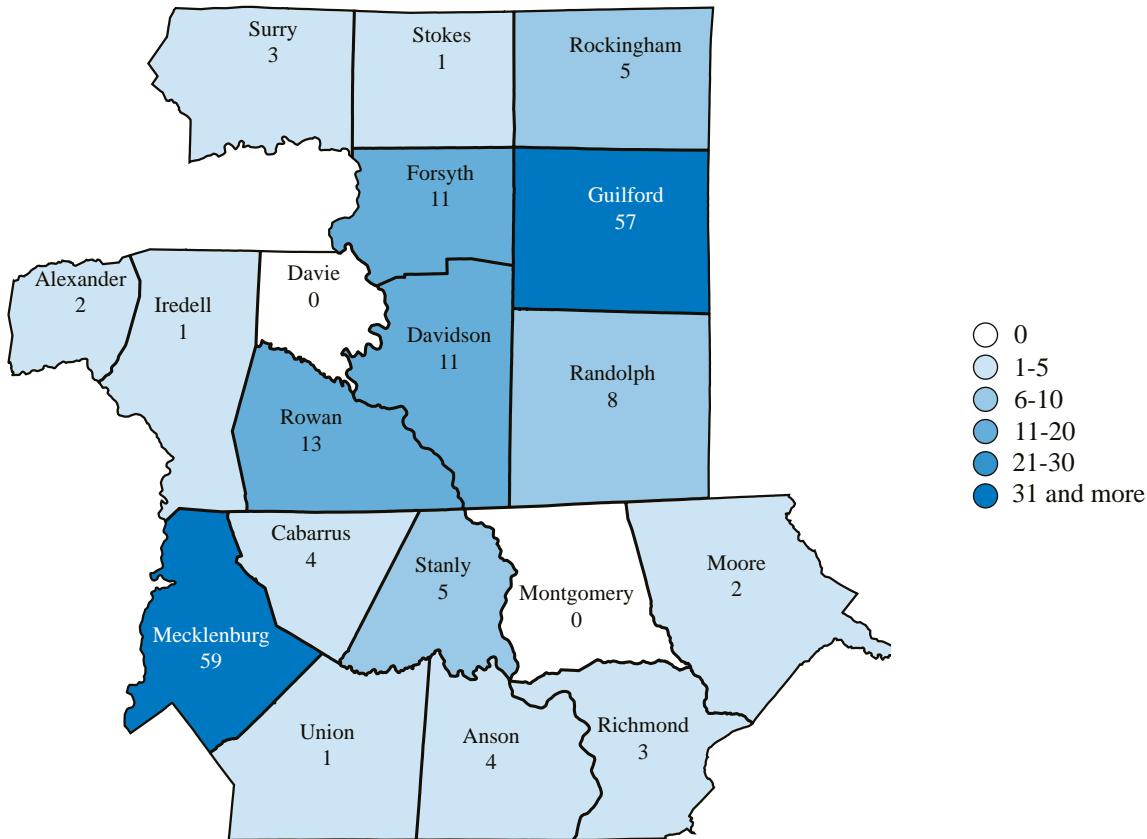 Surry
3
Stokes
1
Rockingham
5
Forsyth
11
Guilford
57
Alexander
2
Iredell
1
Davie
0
Davidson
11
Randolph
8
Rowan
13
Cabarrus
4
Stanly
5
Montgomery
0
Moore
2
Mecklenburg
59
Union
1
Anson
4
Richmond
3
0
1-5
6-10
11-20
21-30
31 and more